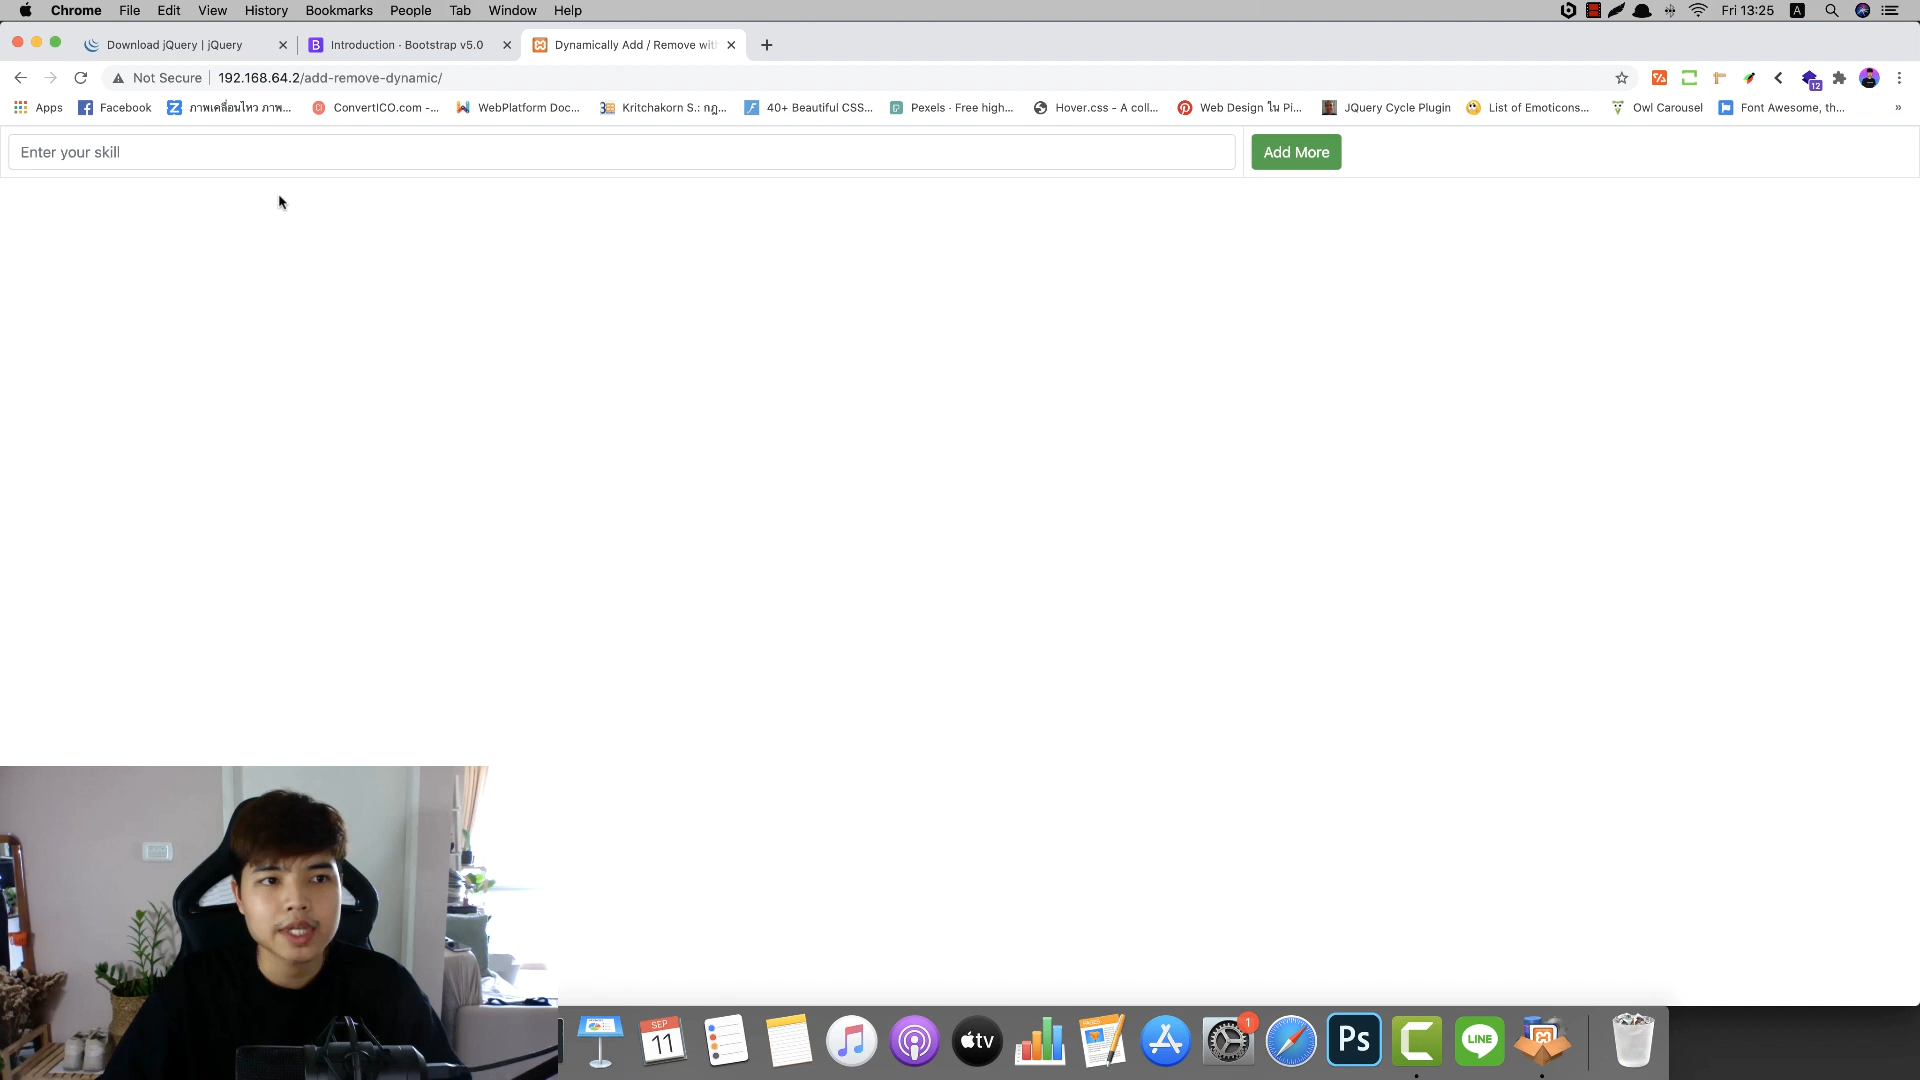 Chrome File Edit View History Bookmarks People Tab Window Help Fri 13:25 A
Download jQuery | jQuery Introduction · Bootstrap v5.0 Dynamically Add / Remove with
Not Secure 192.168.64.2/add-remove-dynamic/ 12
Apps Facebook ภาพเคลื่อนไหว ภาพ... ConvertICO.com -... WebPlatform Doc... Kritchakorn S.: กฎ... 40+ Beautiful CSS... Pexels · Free high... Hover.css - A coll... Web Design ใน Pi... JQuery Cycle Plugin List of Emoticons... Owl Carousel Font Awesome, th... »
Enter your skill Add More
SEP
11
tv
PAGES
1
Ps
C
LINE